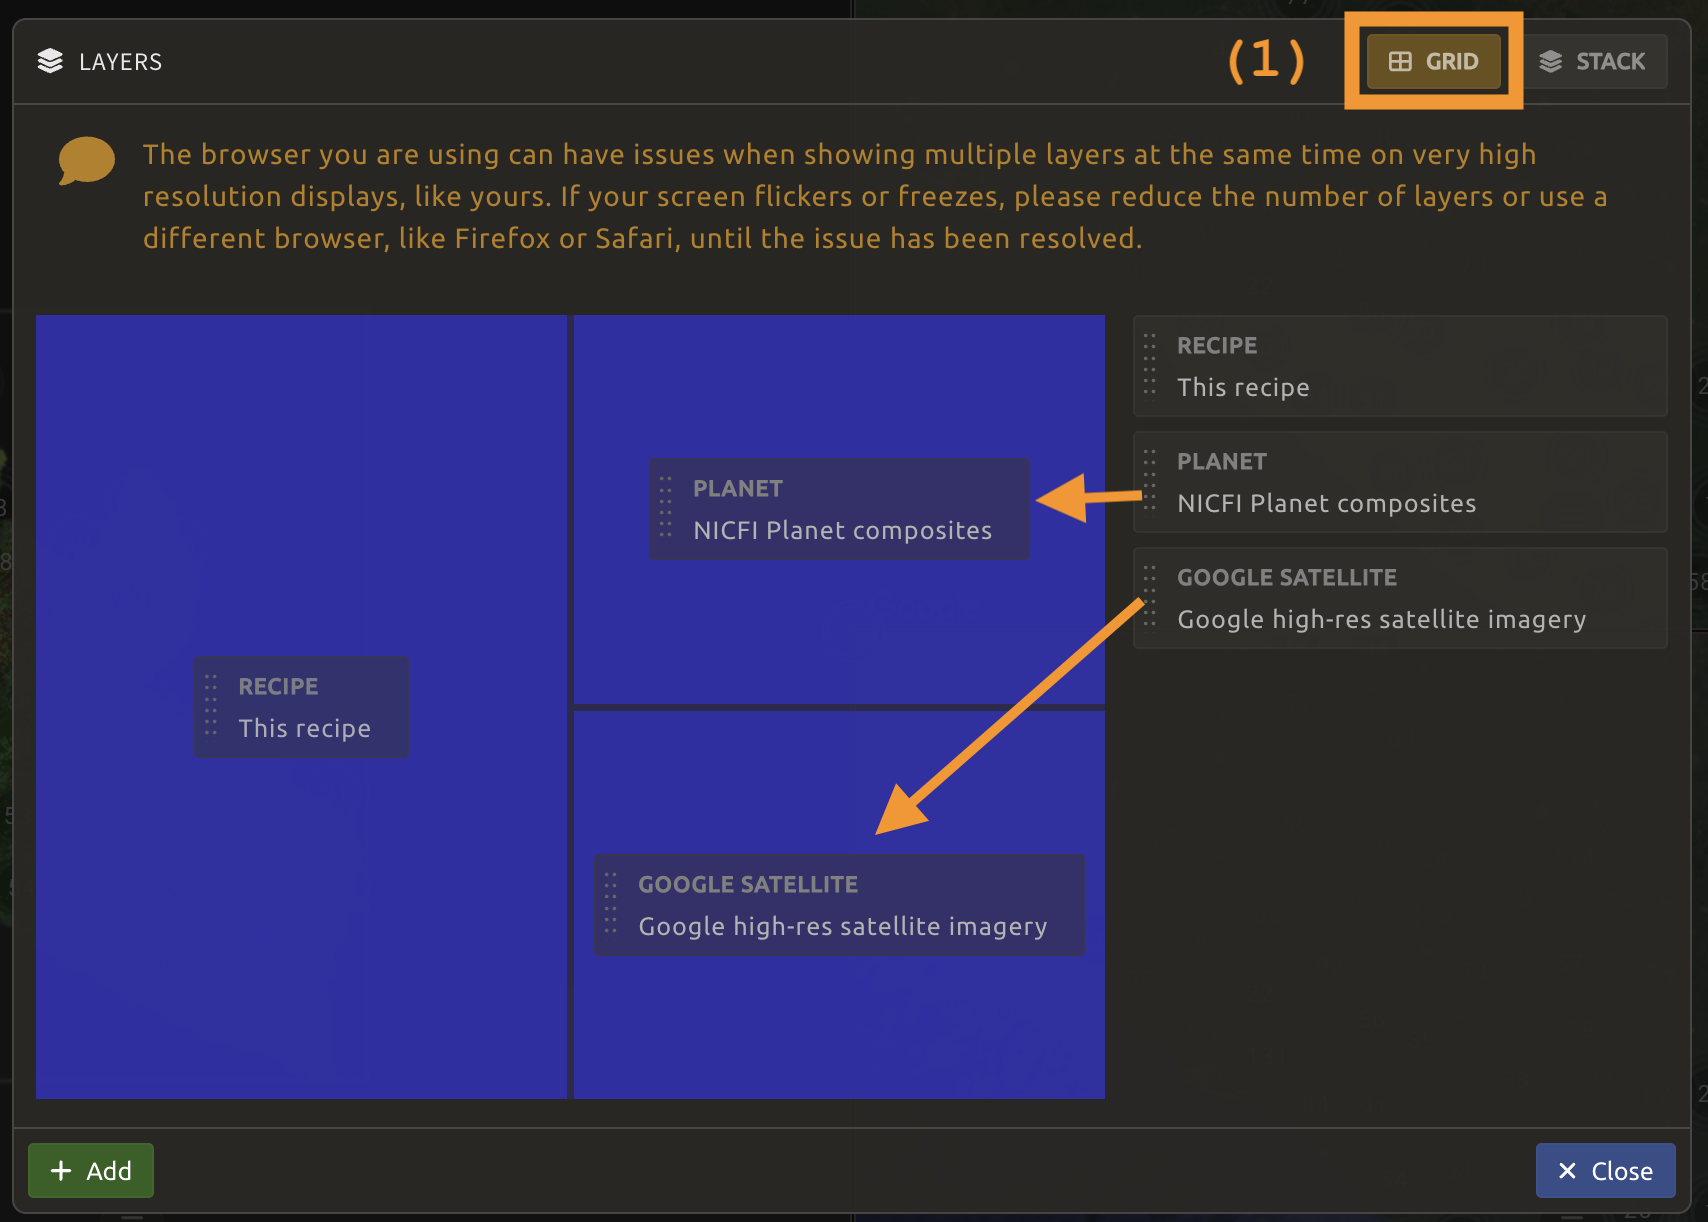 LAYERS
(1)
GRID
STACK
The browser you are using can have issues when showing multiple layers at the same time on very high
resolution displays, like yours. If your screen flickers or freezes, please reduce the number of layers or use a
different browser, like Firefox or Safari, until the issue has been resolved.
RECIPE
This recipe
PLANET
NICFI Planet composites
GOOGLE SATELLITE
Google high-res satellite imagery
RECIPE
This recipe
PLANET
NICFI Planet composites
GOOGLE SATELLITE
Google high-res satellite imagery
+ Add
× Close